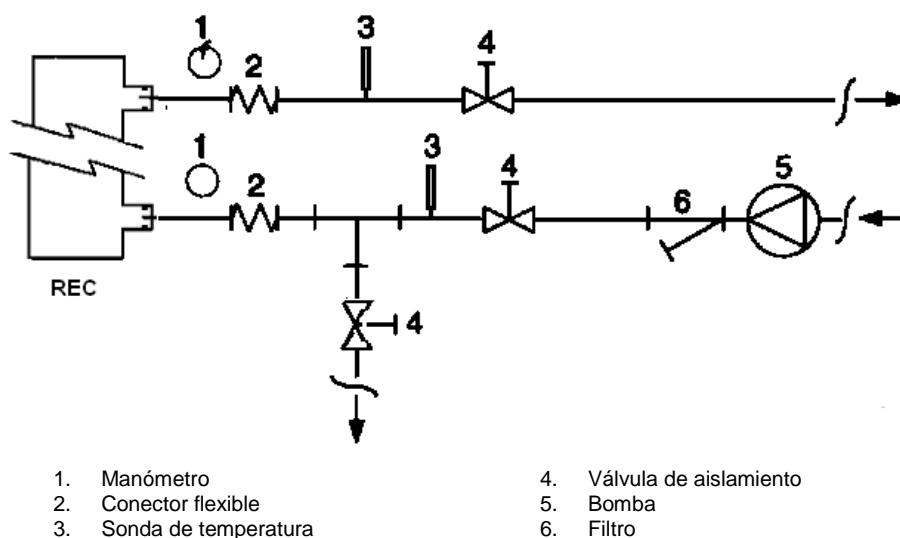 1 3 4
2
1 3 4 5
2 6
REC
4
1. Manómetro
2. Conector flexible
3. Sonda de temperatura
4. Válvula de aislamiento
5. Bomba
6. Filtro